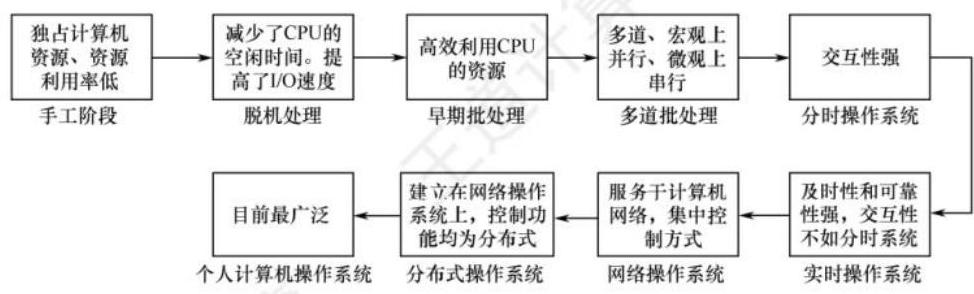 独占计算机
资源、资源
利用率低
手工阶段
减少了CPU的
空闲时间。提
高了I/O速度
脱机处理
高效利用CPU
的资源
早期批处理
多道、宏观上
并行、微观上
串行
多道批处理
交互性强
分时操作系统
及时性和可靠
性强，交互性
不如分时系统
实时操作系统
服务于计算机
网络，集中控
制方式
网络操作系统
建立在网络操作
系统上，控制功
能均为分布式
分布式操作系统
目前最广泛
个人计算机操作系统
王道计算